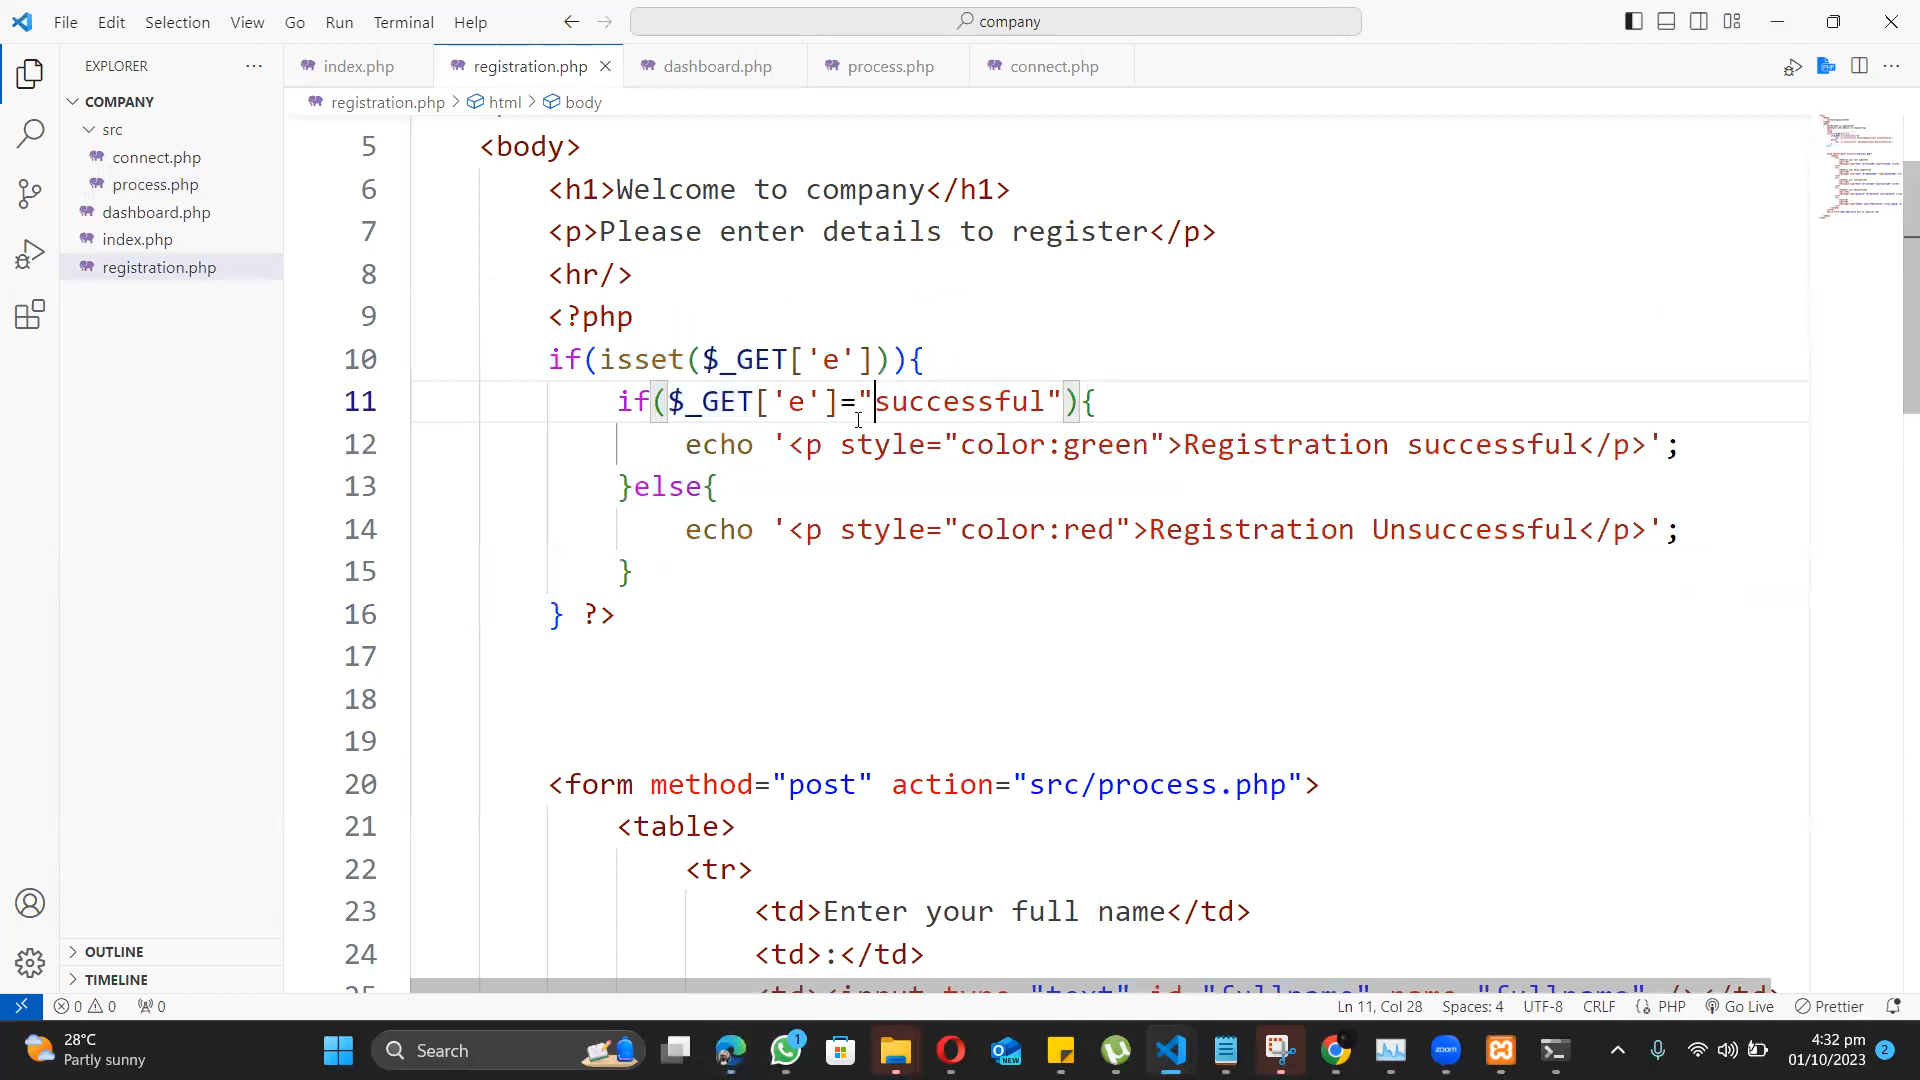 File Edit Selection View Go Run Terminal Help
company
EXPLORER
COMPANY
src
connect.php
process.php
dashboard.php
index.php
registration.php
OUTLINE
TIMELINE
index.php registration.php dashboard.php process.php connect.php
registration.php > html > body
5 <body>
6 <h1>Welcome to company</h1>
7 <p>Please enter details to register</p>
8 <hr/>
9 <?php
10 if(isset($_GET['e'])){
11 if($_GET['e']="successful"){
12 echo '<p style="color:green">Registration successful</p>';
13 }else{
14 echo '<p style="color:red">Registration Unsuccessful</p>';
15 }
16 } ?>
17
18
19
20 <form method="post" action="src/process.php">
21 <table>
22 <tr>
23 <td>Enter your full name</td>
24 <td>:</td>
0 0 0 Ln 11, Col 28 Spaces: 4 UTF-8 CRLF PHP Go Live Prettier
28°C
Partly sunny
Search
1
NEW
zoom
4:32 pm
01/10/2023
2